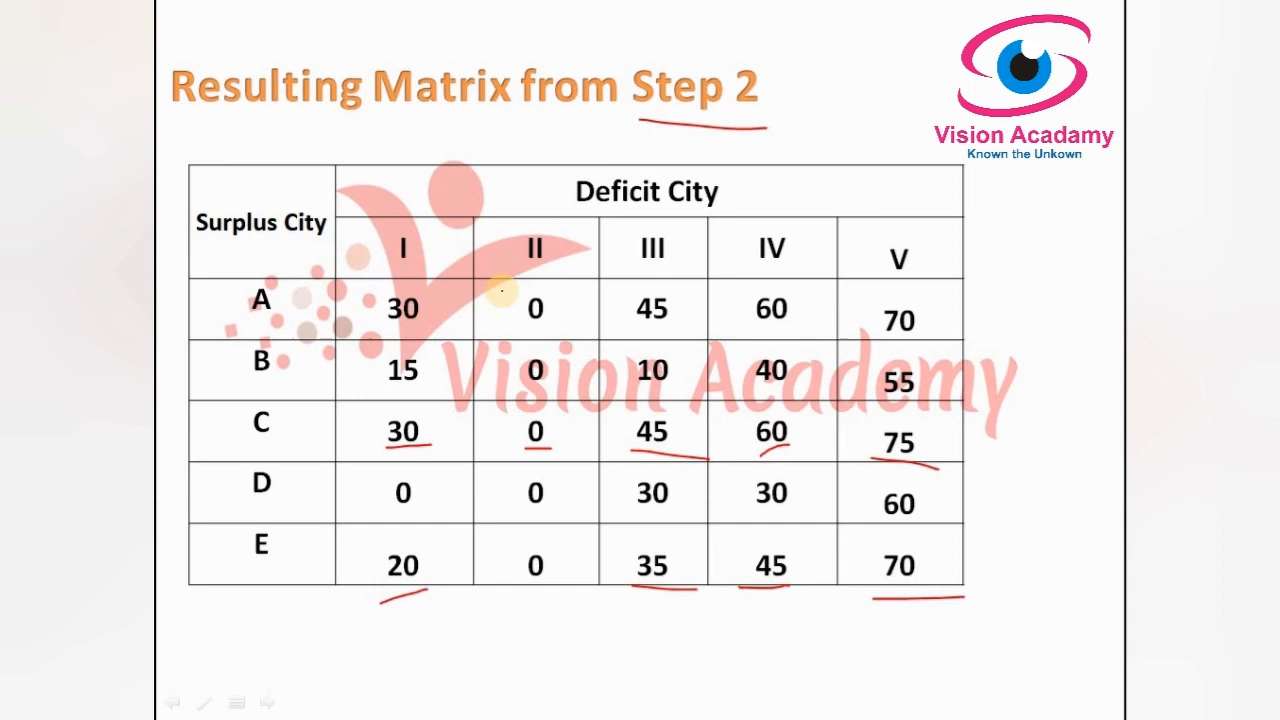 Resulting Matrix from Step 2
Vision Acadamy
Known the Unkown
Surplus City
Deficit City
I II III IV V
A 30 0 45 60 70
B 15 0 10 40 55
C 30 0 45 60 75
D 0 0 30 30 60
E 20 0 35 45 70
Vision Academy